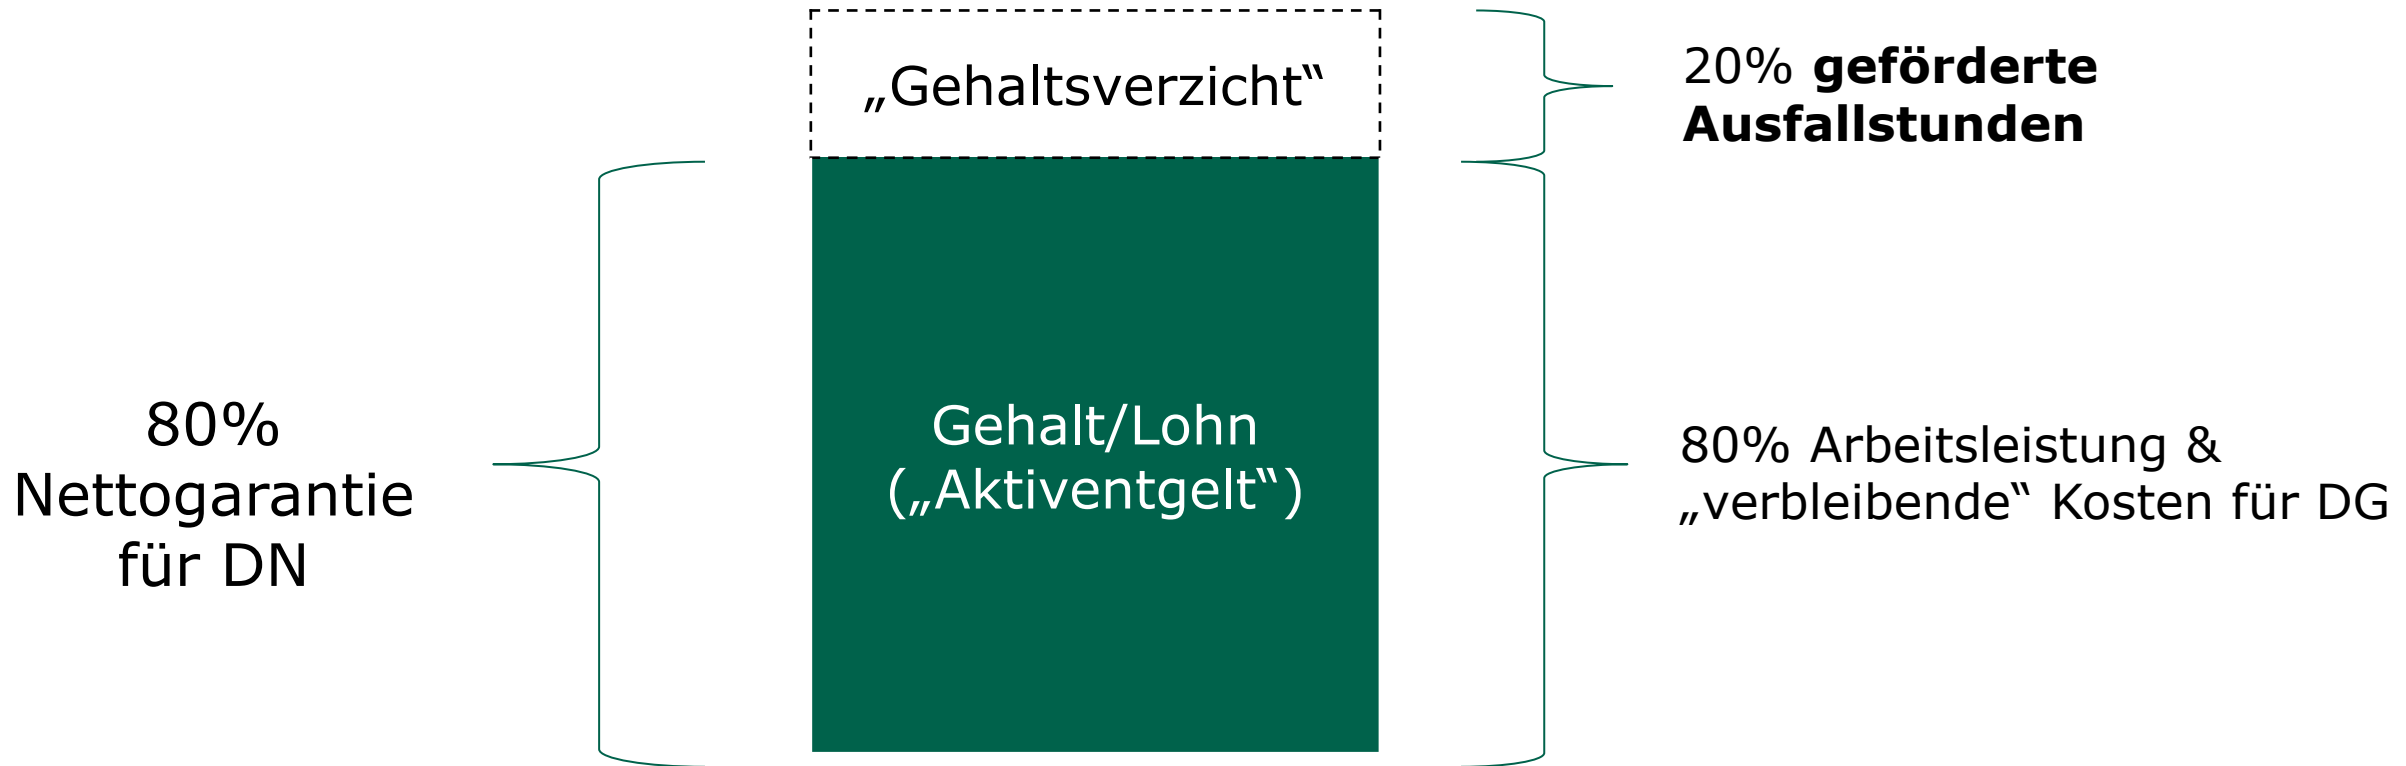 „Gehaltsverzicht“
20% geförderte
Ausfallstunden
80%
Nettogarantie
für DN
Gehalt/Lohn
(„Aktiventgelt“)
80% Arbeitsleistung &
„verbleibende“ Kosten für DG